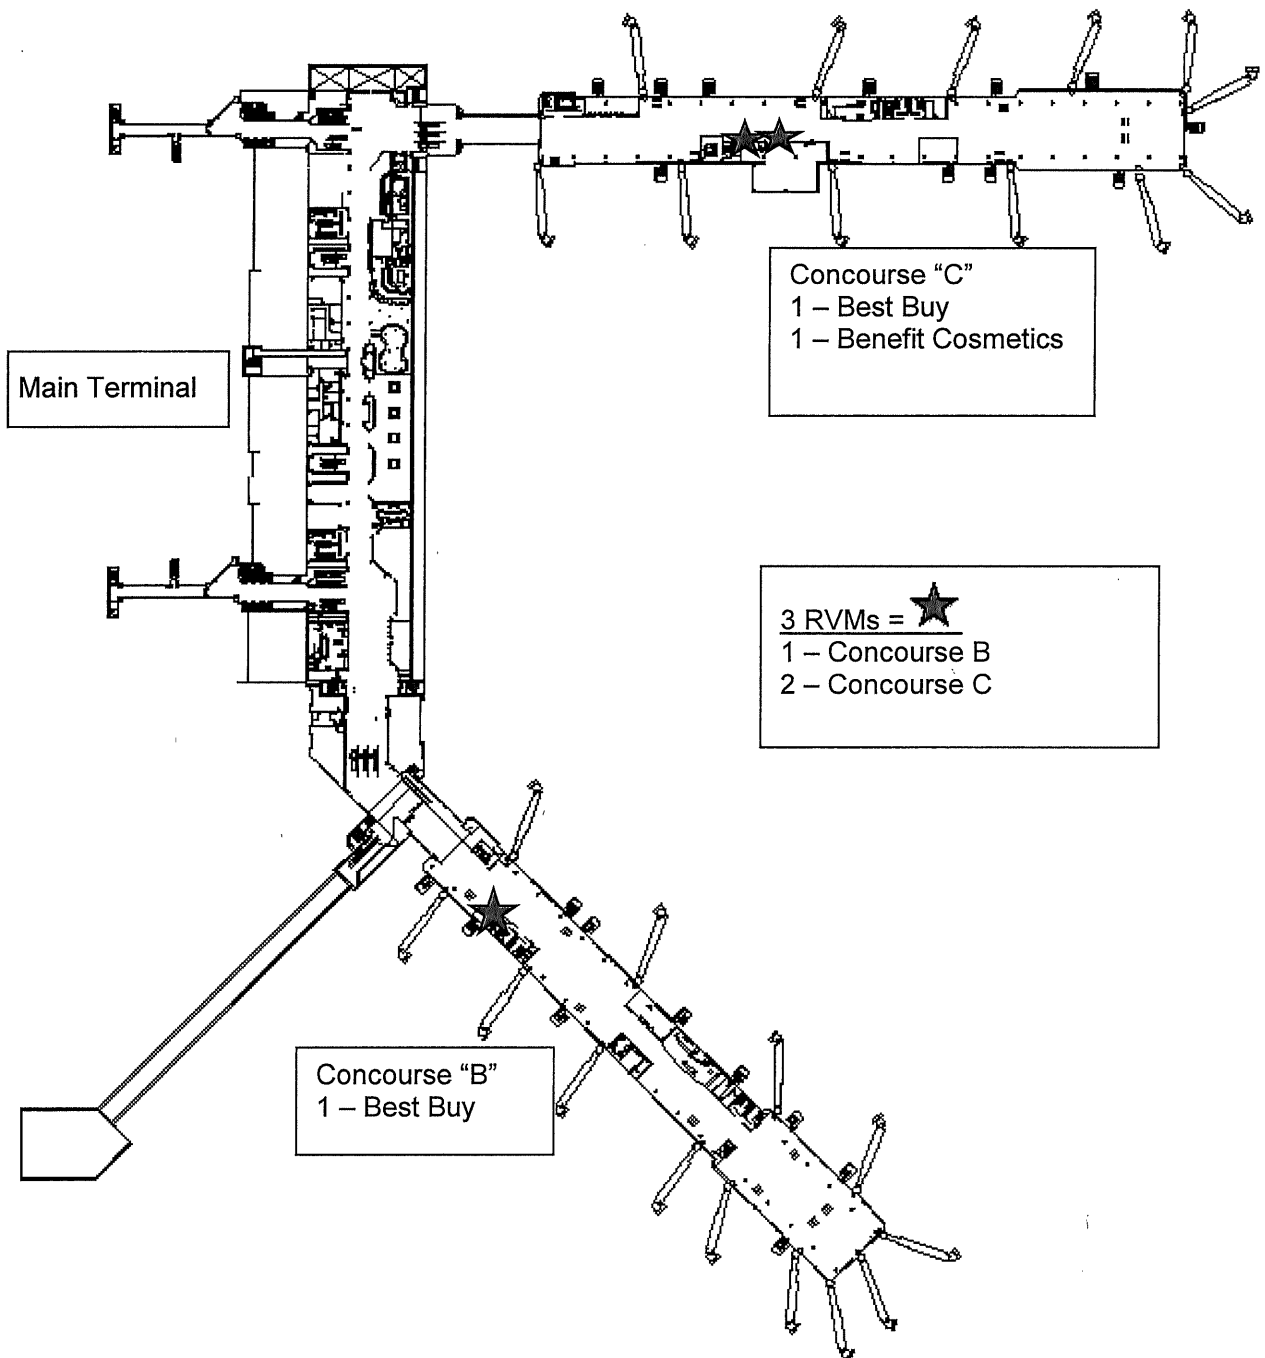 Concourse “C”
1 – Best Buy
1 – Benefit Cosmetics
Main Terminal
3 RVMs =
1 – Concourse B
2 – Concourse C
Concourse “B”
1 – Best Buy